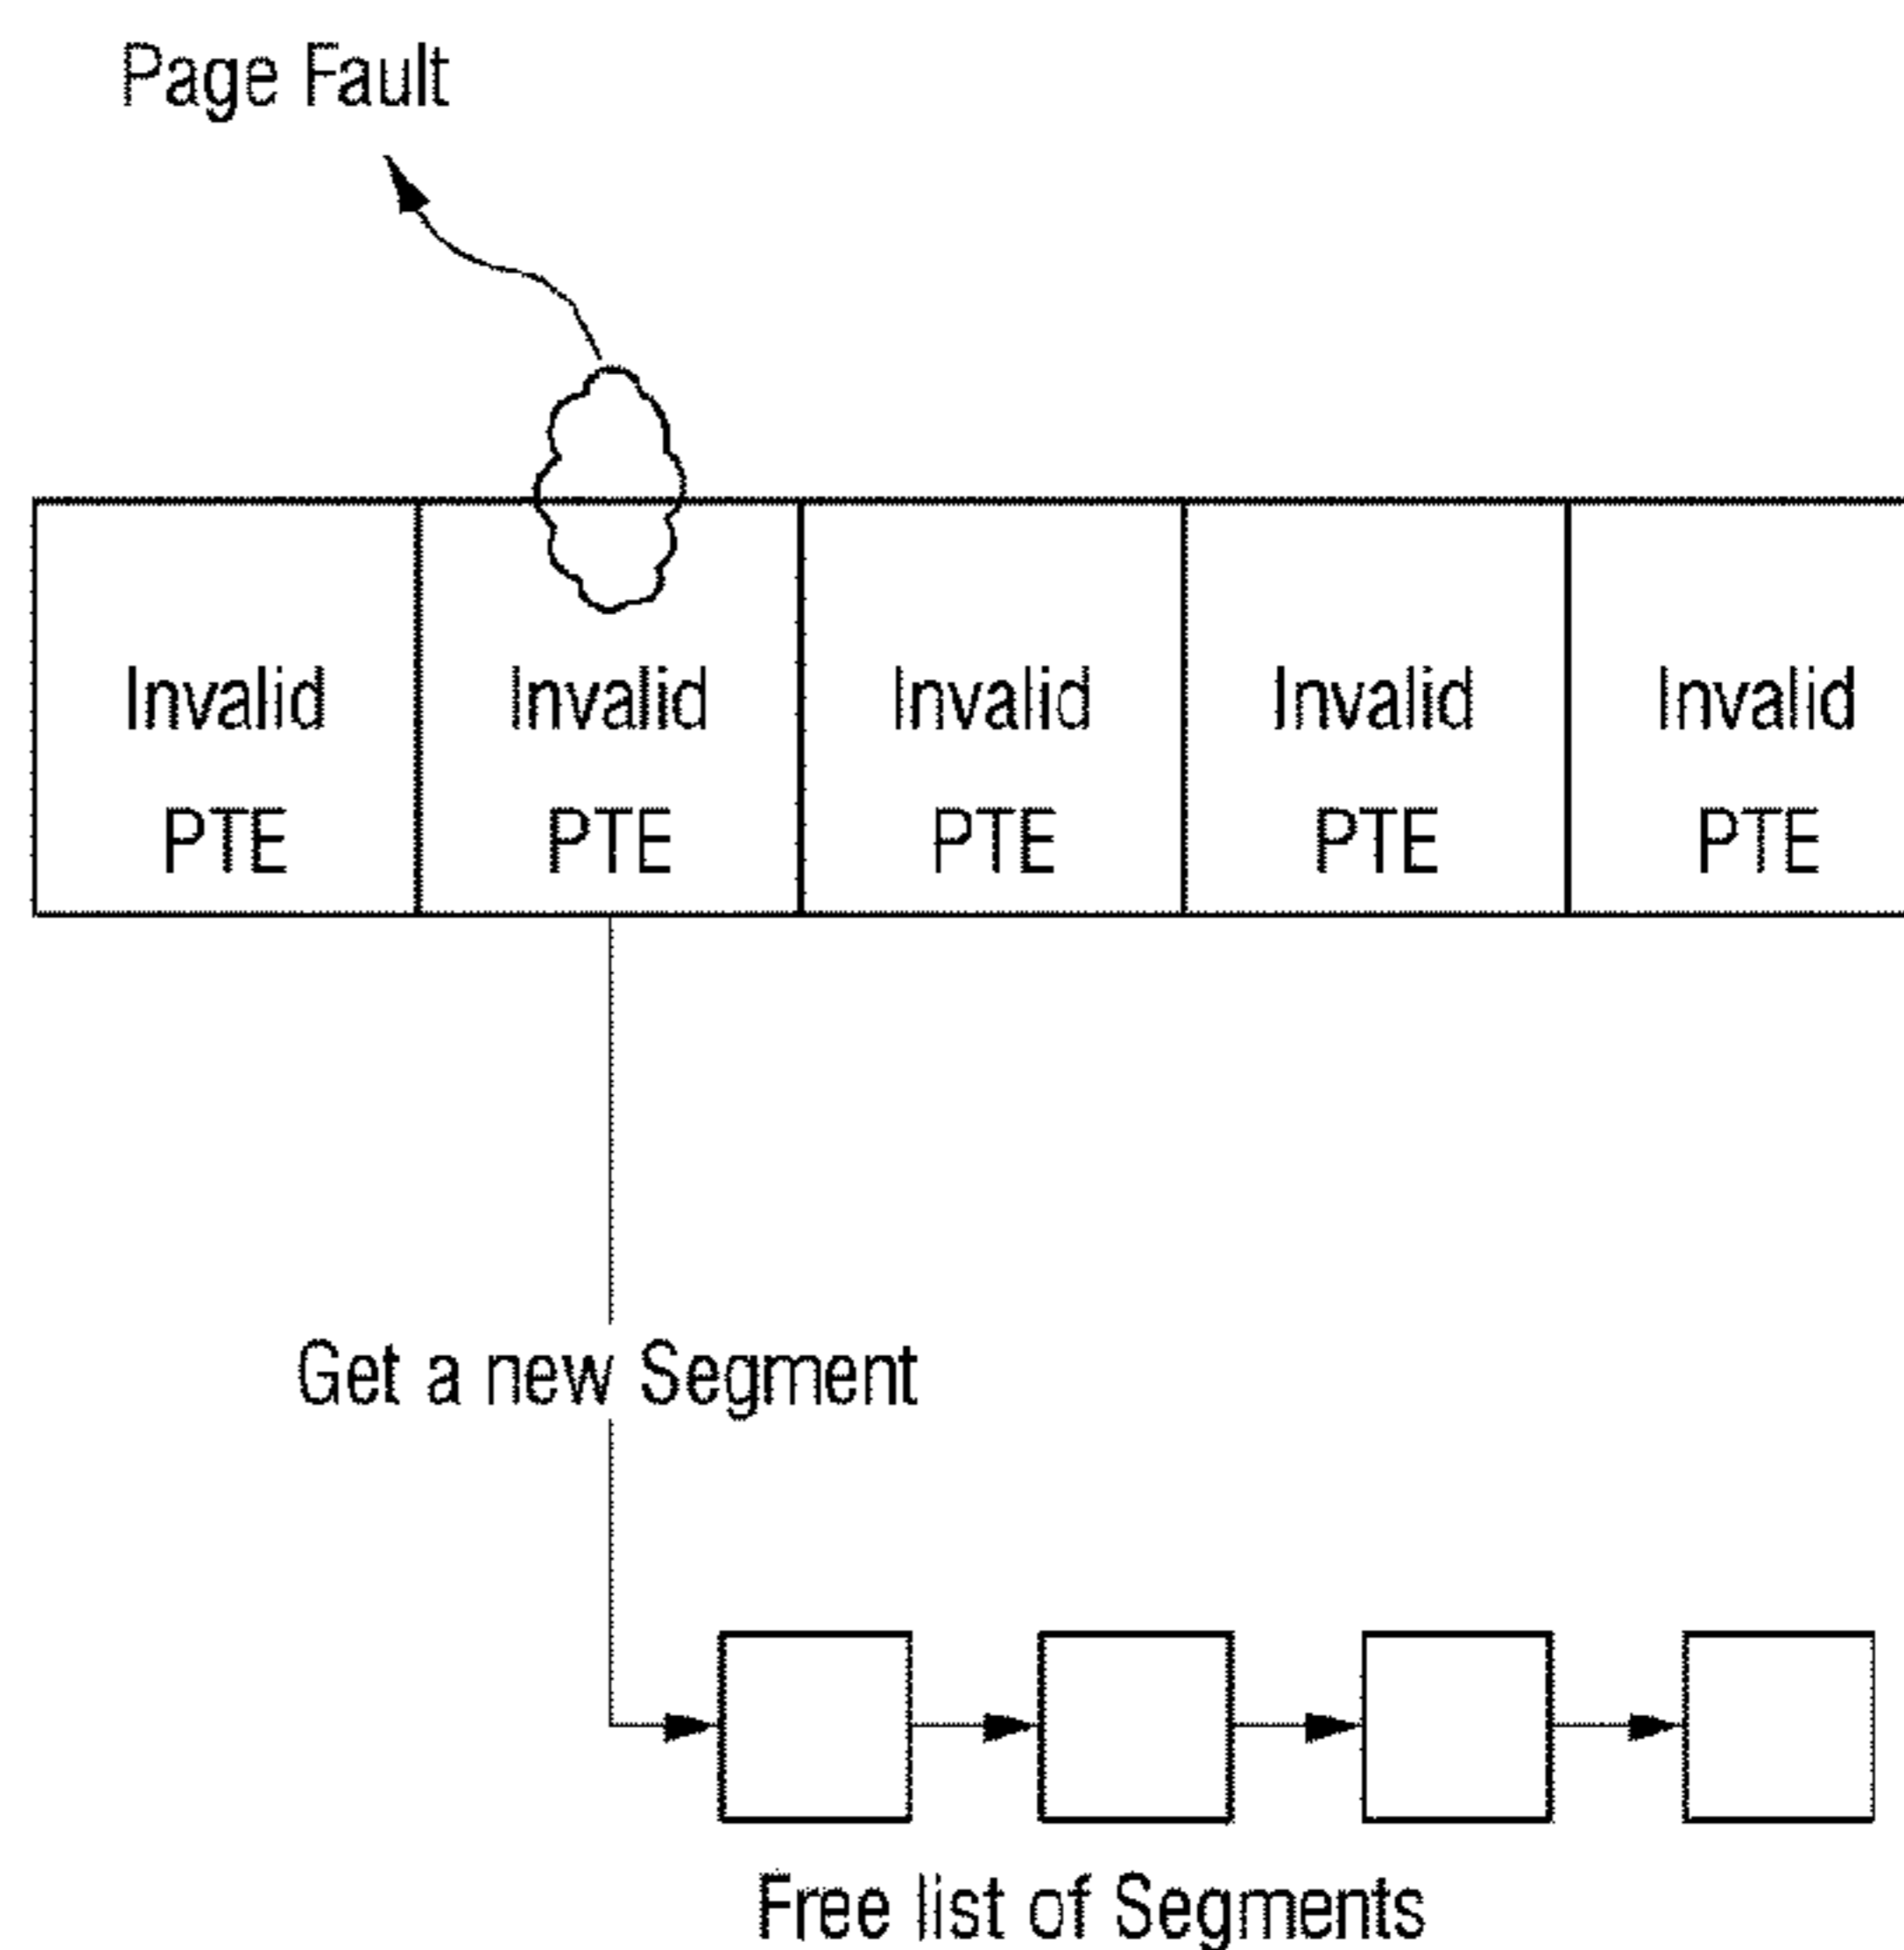 Page Fault
Invalid Invalid Invalid Invalid Invalid
PTE PTE PTE PTE PTE
Get a new Segment
Free list of Segments